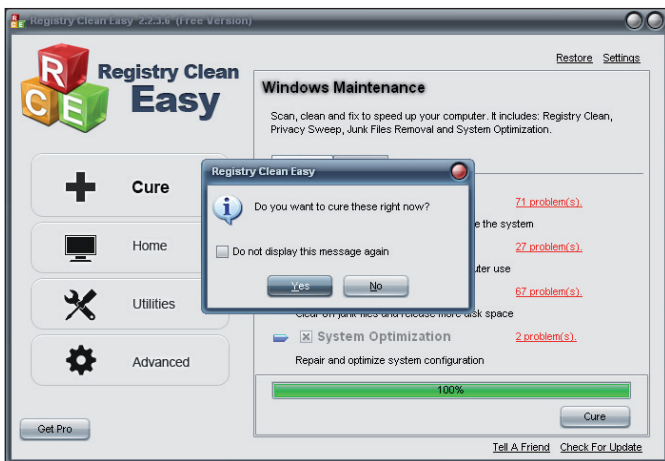 Registry Clean Easy 2.2.3.6 (Free Version)
Restore Settings
R
C E
Registry Clean
Easy
Windows Maintenance
Scan, clean and fix to speed up your computer. It includes: Registry Clean,
Privacy Sweep, Junk Files Removal and System Optimization.
Cure
Home
Utilities
Advanced
Get Pro
Registry Clean Easy
Do you want to cure these right now?
Do not display this message again
Yes No
71 problem(s).
e the system
27 problem(s).
uter use
67 problem(s).
Clear off junk files and release more disk space
System Optimization 2 problem(s).
Repair and optimize system configuration
100%
Cure
Tell A Friend Check For Update